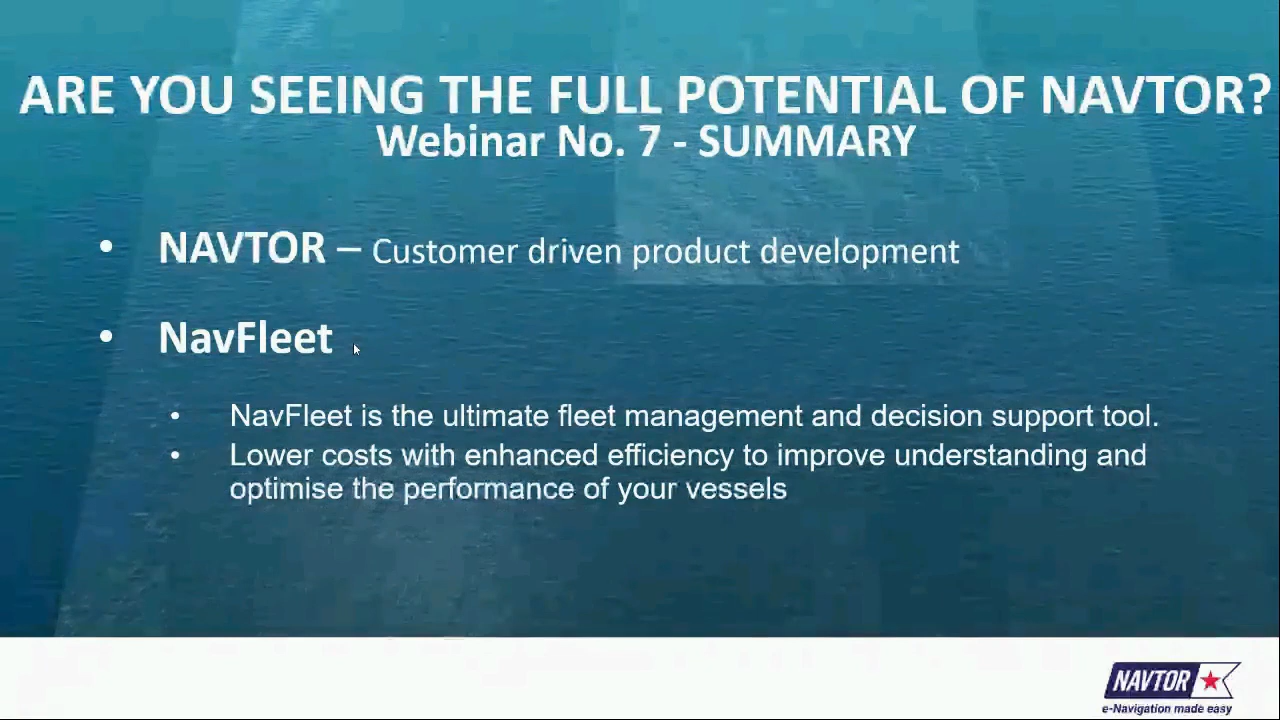 ARE YOU SEEING THE FULL POTENTIAL OF NAVTOR?
Webinar No. 7 - SUMMARY
• NAVTOR – Customer driven product development
• NavFleet
• NavFleet is the ultimate fleet management and decision support tool.
• Lower costs with enhanced efficiency to improve understanding and
optimise the performance of your vessels
NAVTOR
e-Navigation made easy